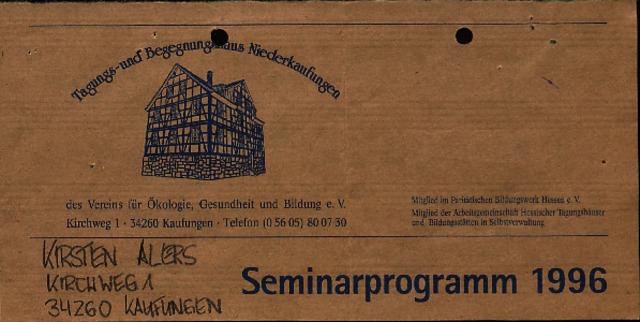 Tagungs- und Begegnungshaus Niederkaufungen
des Vereins für Ökologie, Gesundheit und Bildung e. V.
Kirchweg 1 · 34260 Kaufungen · Telefon (0 56 05) 80 07 30
Mitglied im Paritätischen Bildungswerk Hessen e. V.
Mitglied der Arbeitsgemeinschaft Hessischer Tagungshäuser
und Bildungsstätten in Selbstverwaltung
KIRSTEN ALERS
KIRCHWEG 1
34260 KAUFUNGEN
Seminarprogramm 1996